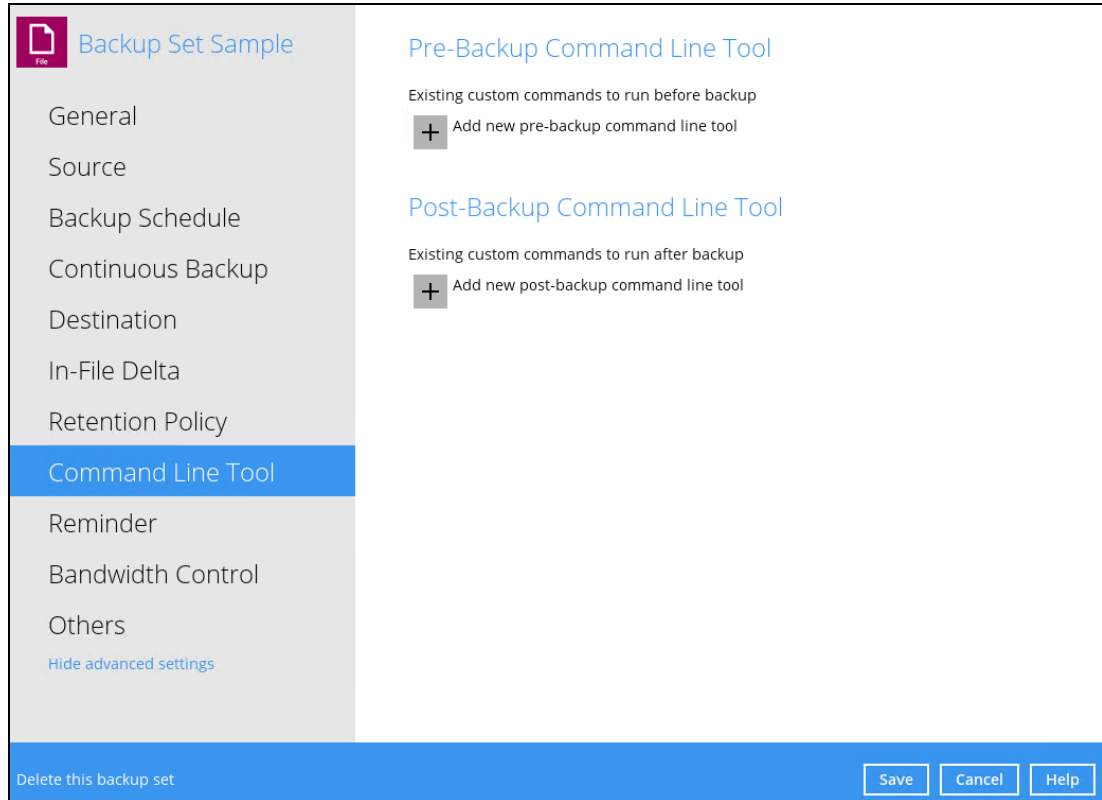 File
Backup Set Sample
General
Source
Backup Schedule
Continuous Backup
Destination
In-File Delta
Retention Policy
Command Line Tool
Reminder
Bandwidth Control
Others
Hide advanced settings
Pre-Backup Command Line Tool
Existing custom commands to run before backup
Add new pre-backup command line tool
Post-Backup Command Line Tool
Existing custom commands to run after backup
Add new post-backup command line tool
Delete this backup set
Save
Cancel
Help